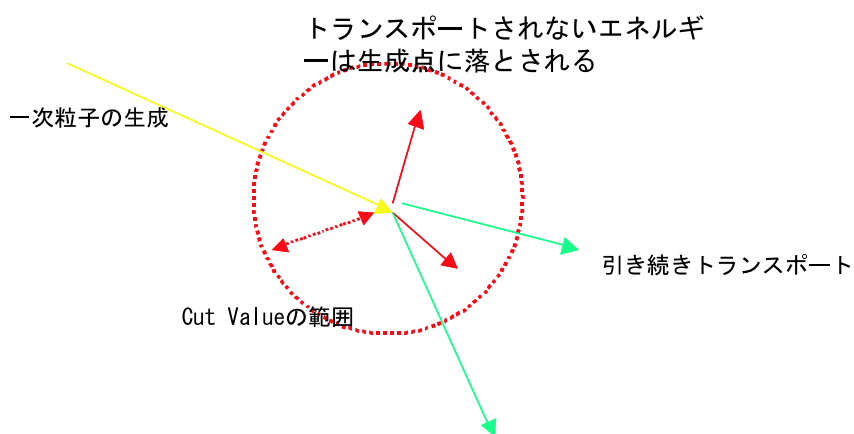 トランスポートされないエネルギ
ーは生成点に落とされる
一次粒子の生成
引き続きトランスポート
Cut Valueの範囲